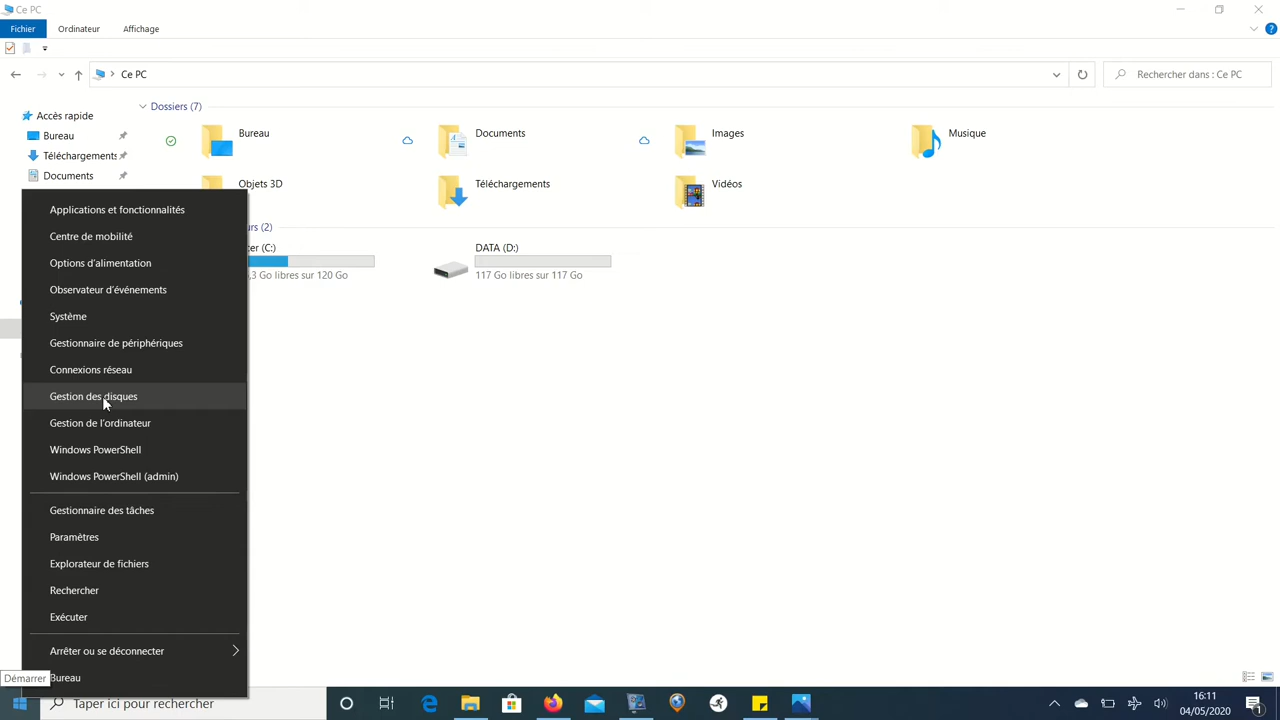 Ce PC
Fichier
Ordinateur
Affichage
Ce PC
Rechercher dans : Ce PC
Accès rapide
Bureau
Téléchargements
Documents
Dossiers (7)
Bureau
Documents
Images
Musique
Objets 3D
Téléchargements
Vidéos
urs (2)
ter (C:)
,3 Go libres sur 120 Go
DATA (D:)
117 Go libres sur 117 Go
Applications et fonctionnalités
Centre de mobilité
Options d'alimentation
Observateur d'événements
Système
Gestionnaire de périphériques
Connexions réseau
Gestion des disques
Gestion de l'ordinateur
Windows PowerShell
Windows PowerShell (admin)
Gestionnaire des tâches
Paramètres
Explorateur de fichiers
Rechercher
Exécuter
Arrêter ou se déconnecter
Bureau
Démarrer
Taper ici pour rechercher
16:11
04/05/2020
1